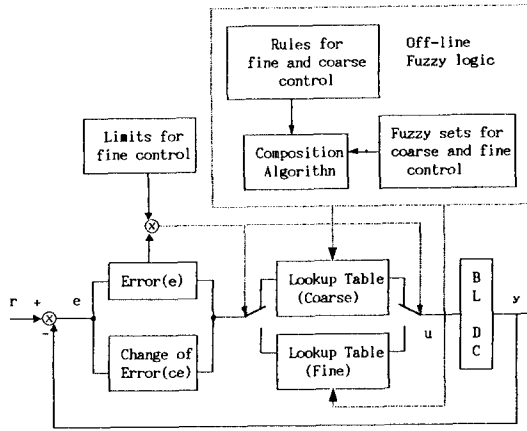 Rules for
fine and coarse
control
Off-line
Fuzzy logic
Limits for
fine control
Composition
Algorithn
Fuzzy sets for
coarse and fine
control
r
+
-
e
Error(e)
Change of
Error(ce)
Lookup Table
(Coarse)
Lookup Table
(Fine)
u
B
L
D
C
y